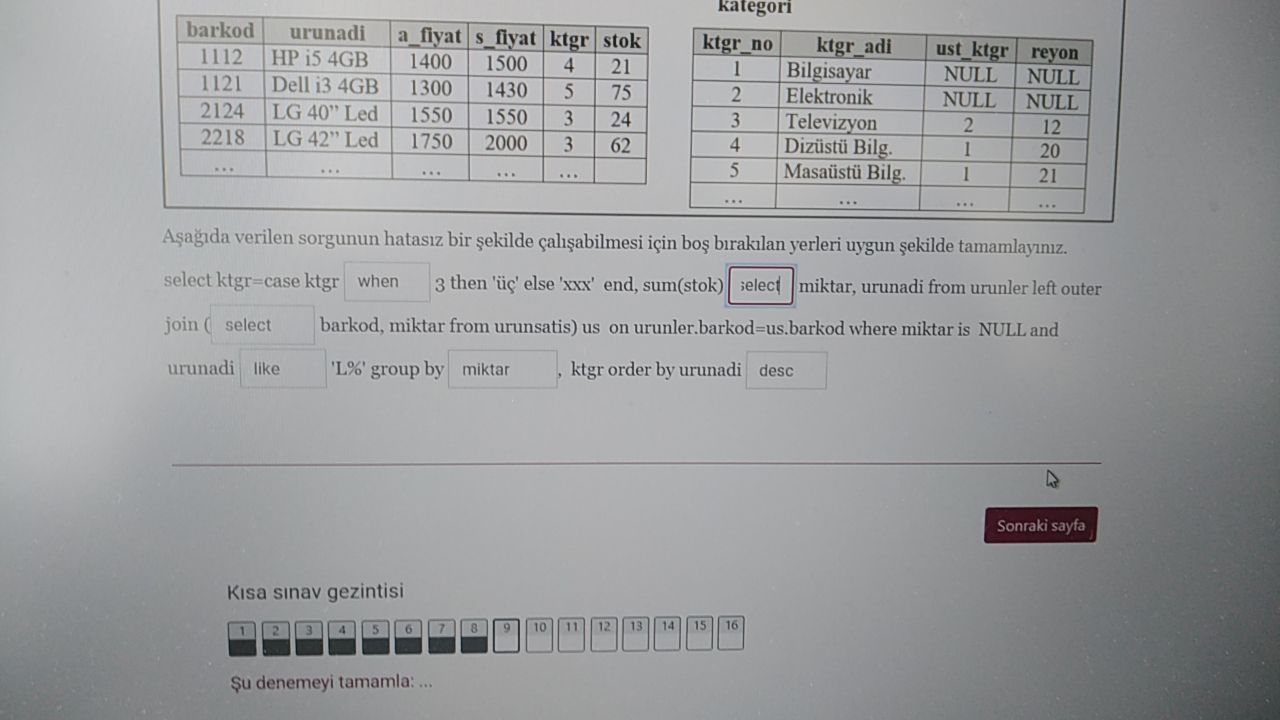 kategori
barkod urunadi a_fiyat s_fiyat ktgr stok
1112 HP i5 4GB 1400 1500 4 21
1121 Dell i3 4GB 1300 1430 5 75
2124 LG 40” Led 1550 1550 3 24
2218 LG 42” Led 1750 2000 3 62
... ... ... ... ...
ktgr_no ktgr_adi ust_ktgr reyon
1 Bilgisayar NULL NULL
2 Elektronik NULL NULL
3 Televizyon 2 12
4 Dizüstü Bilg. 1 20
5 Masaüstü Bilg. 1 21
... ... ... ...
Aşağıda verilen sorgunun hatasız bir şekilde çalışabilmesi için boş bırakılan yerleri uygun şekilde tamamlayınız.
select ktgr=case ktgr when 3 then 'üç' else 'xxx' end, sum(stok) select miktar, urunadi from urunler left outer
join ( select barkod, miktar from urunsatis) us on urunler.barkod=us.barkod where miktar is NULL and
urunadi like 'L%' group by miktar , ktgr order by urunadi desc
Sonraki sayfa
Kısa sınav gezintisi
1 2 3 4 5 6 7 8 9 10 11 12 13 14 15 16
Şu denemeyi tamamla: ...